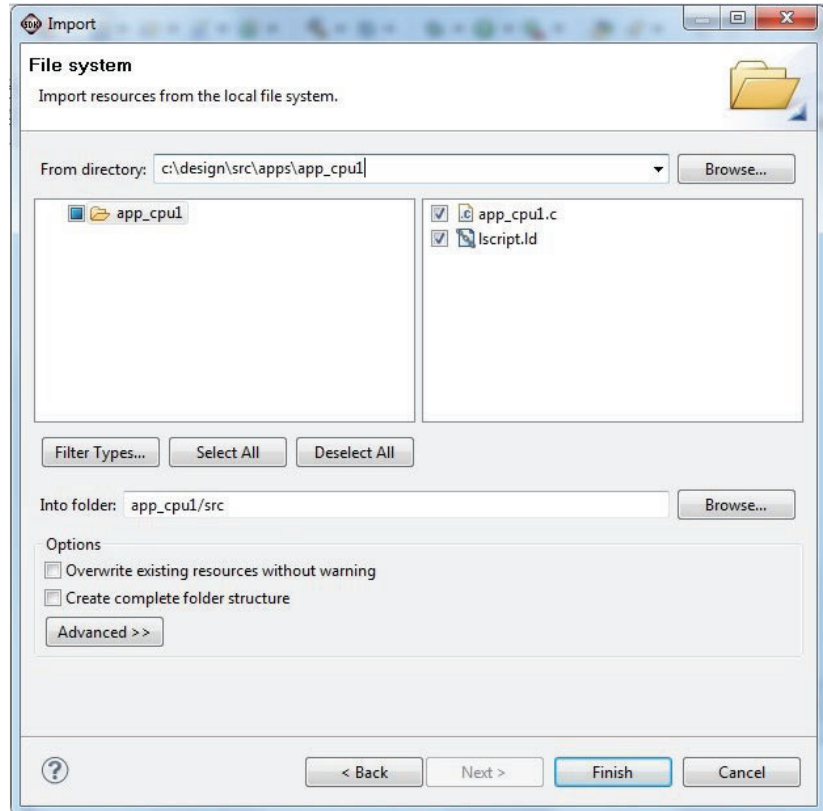 SDK Import
File system
Import resources from the local file system.
From directory: c:\design\src\apps\app_cpu1 Browse...
app_cpu1
app_cpu1.c
lscript.ld
Filter Types... Select All Deselect All
Into folder: app_cpu1/src Browse...
Options
Overwrite existing resources without warning
Create complete folder structure
Advanced >>
? < Back Next > Finish Cancel